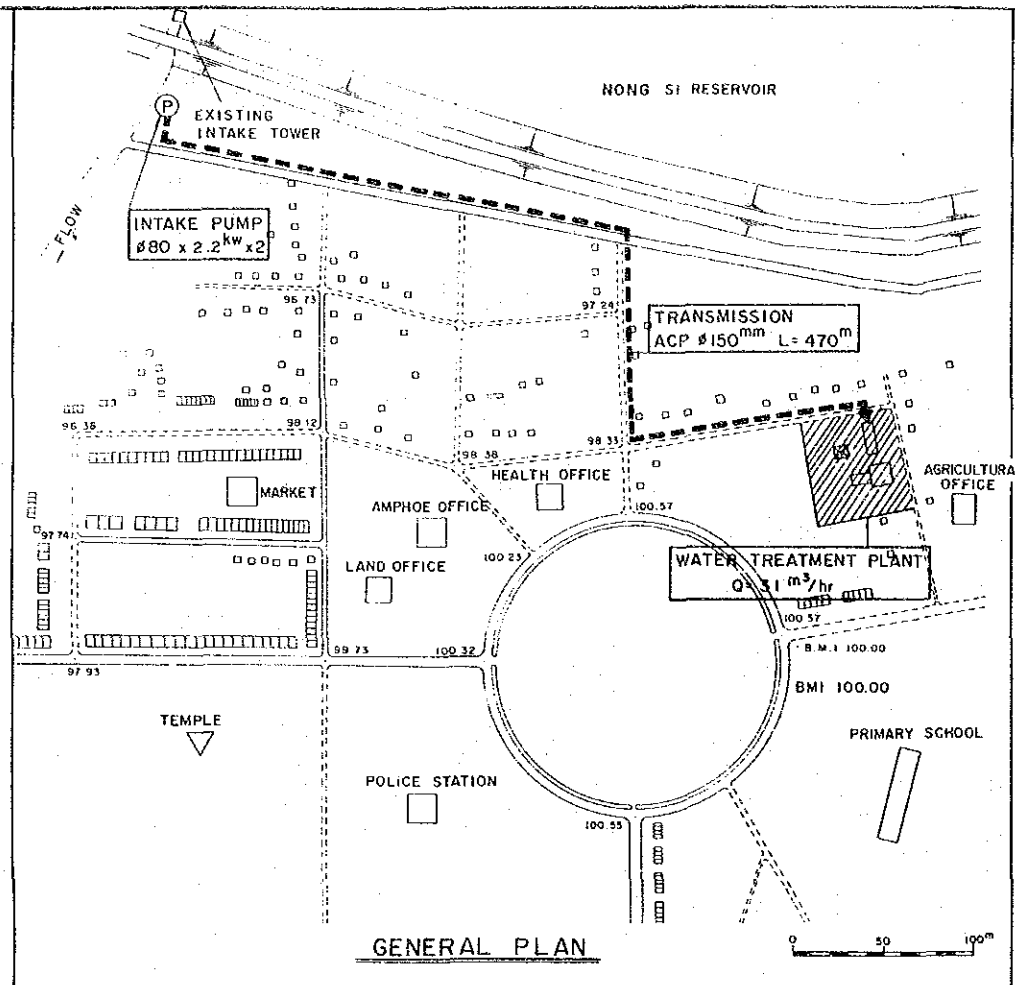 NONG SI RESERVOIR
EXISTING
INTAKE TOWER
P
FLOW
INTAKE PUMP
ø80 x 2.2kw x2
96 73
97 24
TRANSMISSION
ACP ø150mm L= 470m
96 38
98 12
98 38
98 33
HEALTH OFFICE
AGRICULTURA
OFFICE
MARKET
AMPHOE OFFICE
100.57
97 74
100 23
LAND OFFICE
WATER TREATMENT PLANT
Q= 31 m³/hr
100 57
99 73
100 32
B.M.1 100.00
97 93
BM1 100.00
TEMPLE
PRIMARY SCHOOL
POLICE STATION
100.55
GENERAL PLAN
0 50 100m